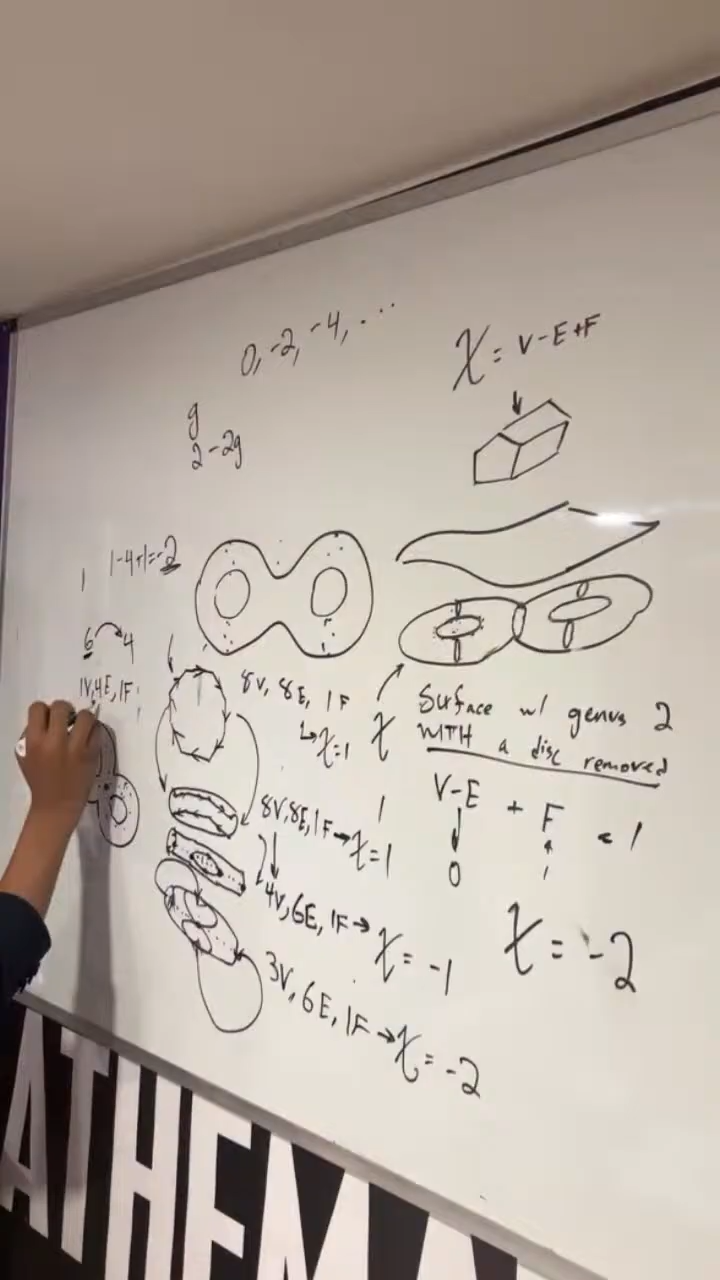 0, -2, -4, ...
χ = V-E+F
g
2-2g
1-4+1=-2
1
6 4
1V,4E,1F
8V, 8E, 1F
χ=1
χ
Surface w/ genus 2
WITH a disc removed
V-E + F < 1
0 1
1
8V,8E,1F→χ=1
4V,6E,1F→χ=-1
χ=-2
3V,6E,1F→χ=-2
ATHEMA